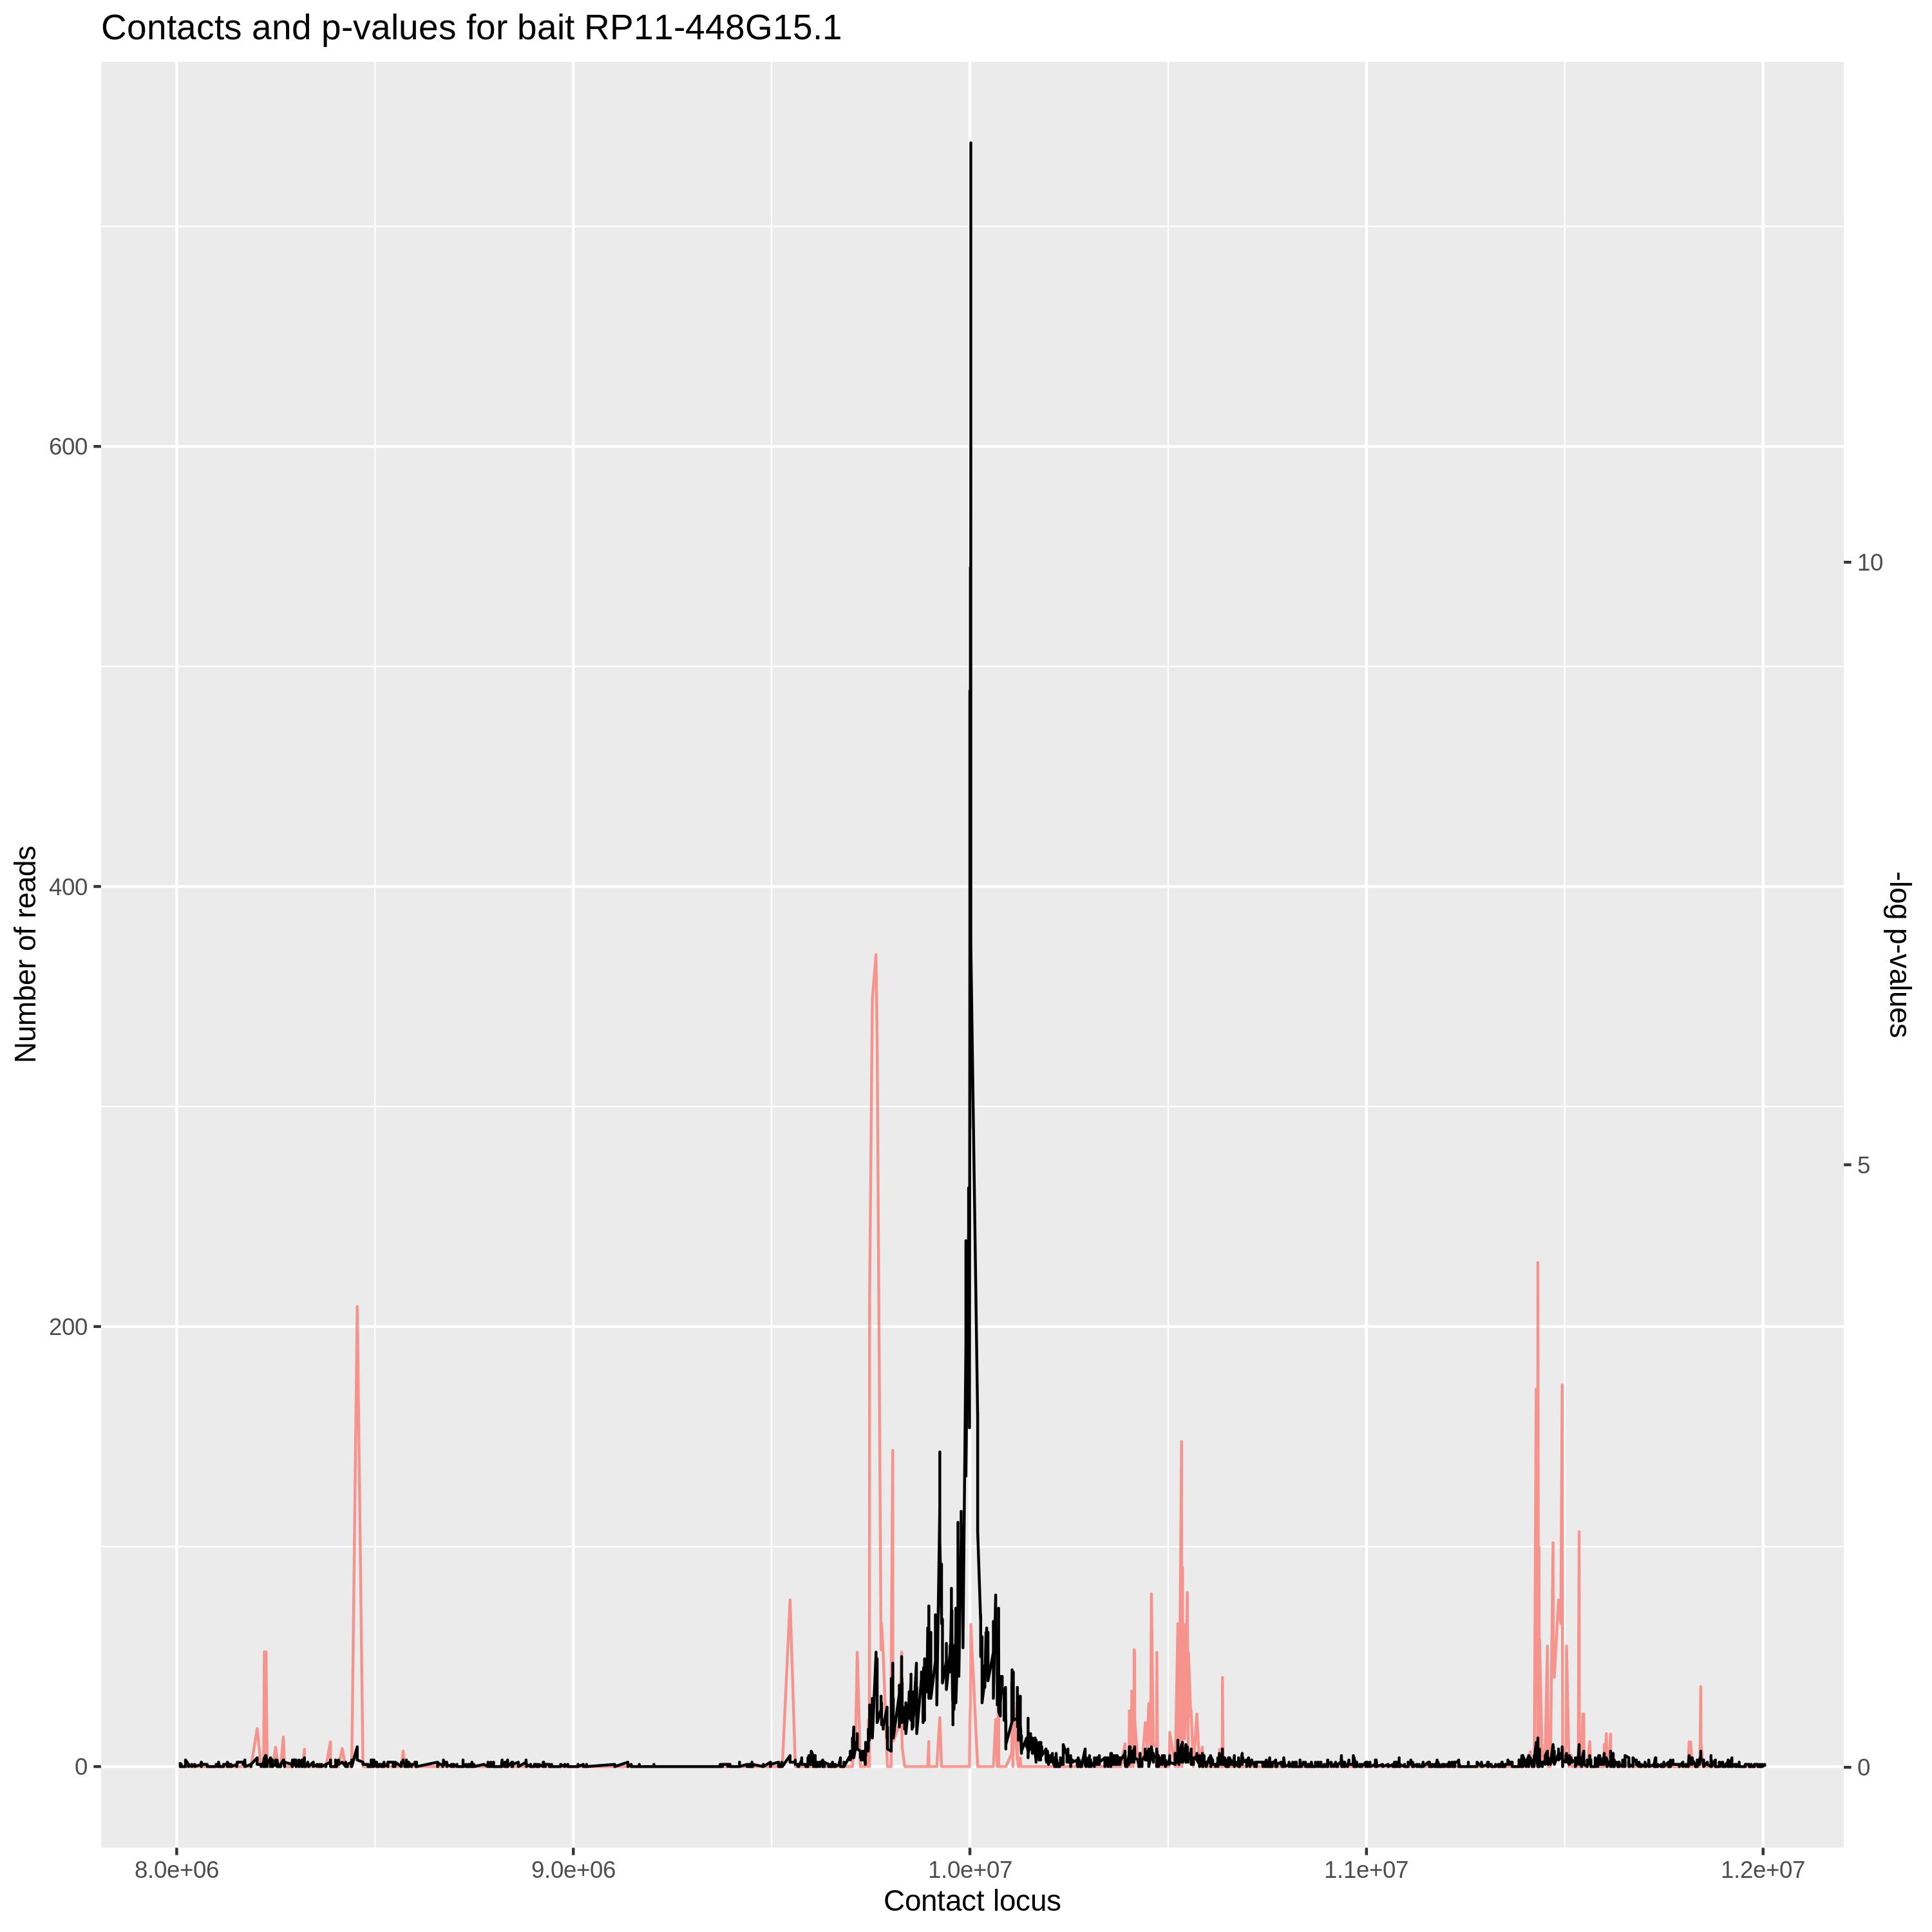 Contacts and p-values for bait RP11-448G15.1
600
400
200
0
10
5
0
Number of reads
-log p-values
8.0e+06
9.0e+06
1.0e+07
1.1e+07
1.2e+07
Contact locus